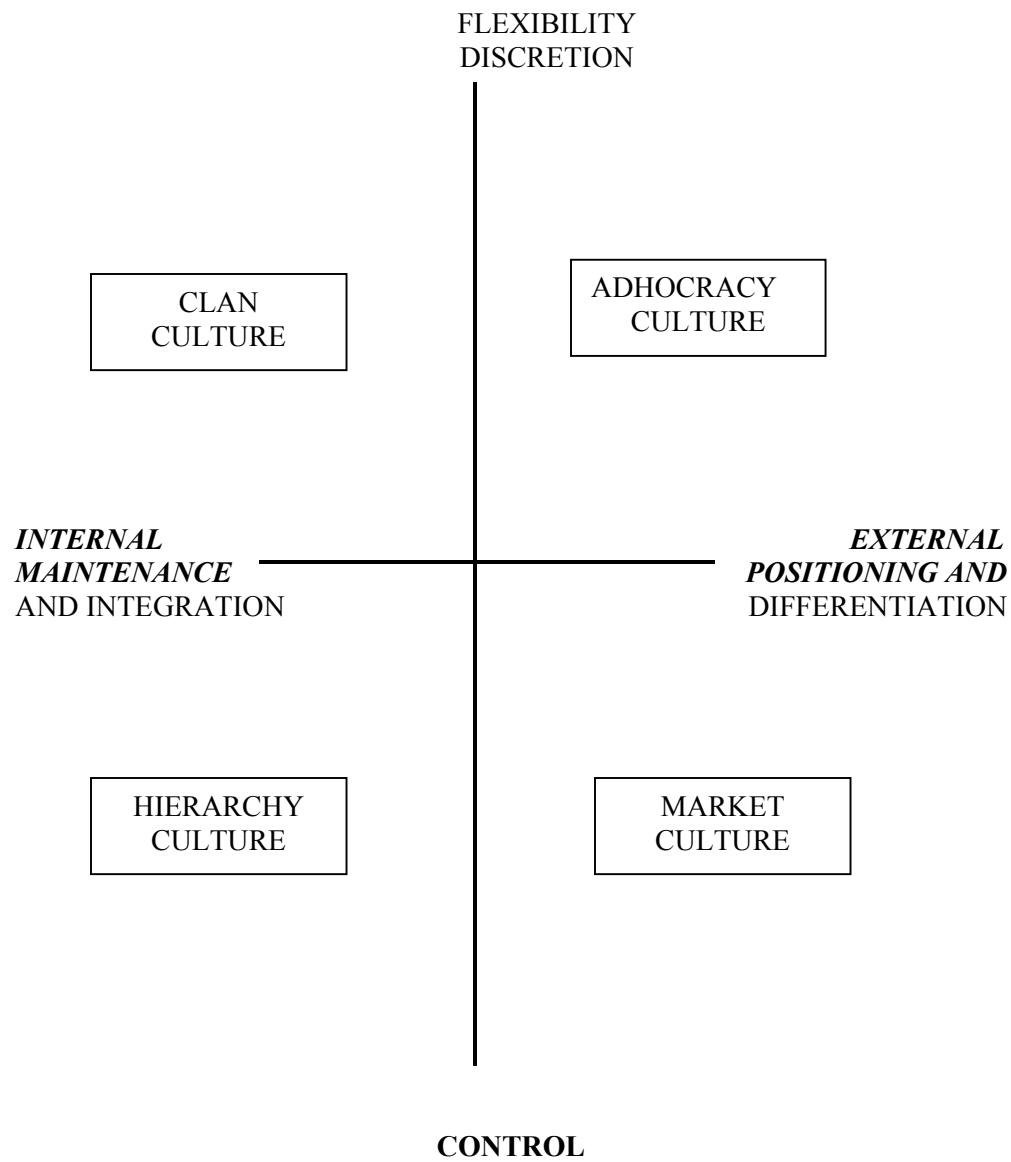 FLEXIBILITY
DISCRETION
CLAN
CULTURE
ADHOCRACY
CULTURE
INTERNAL
MAINTENANCE
AND INTEGRATION
EXTERNAL
POSITIONING AND
DIFFERENTIATION
HIERARCHY
CULTURE
MARKET
CULTURE
CONTROL